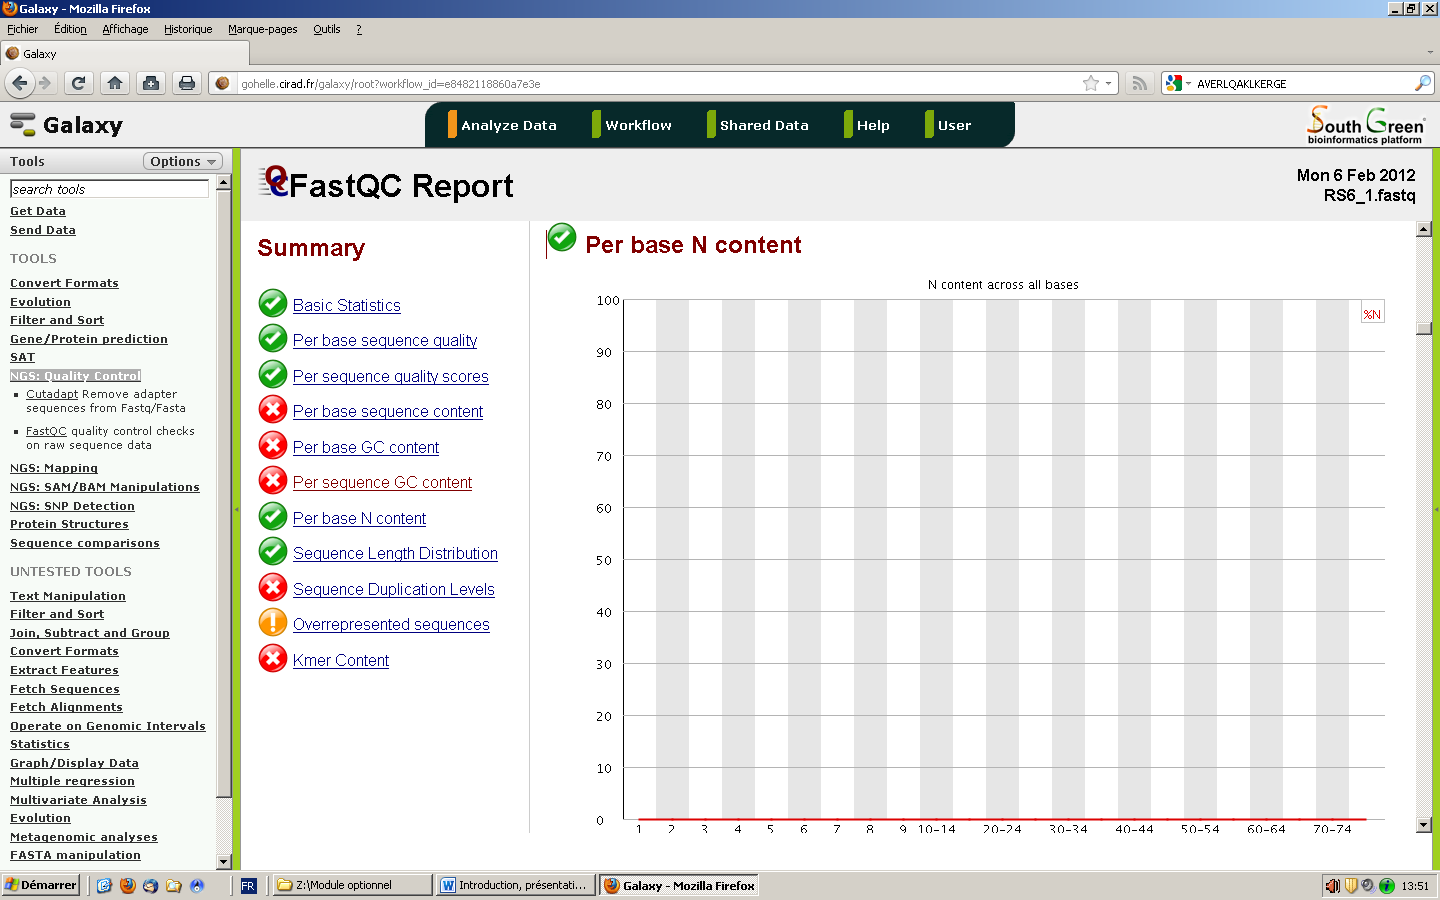 Galaxy - Mozilla Firefox
Fichier Édition Affichage Historique Marque-pages Outils ?
Galaxy
gohelle.cirad.fr/galaxy/root?workflow_id=e8482118860a7e3e
AVERLQAKLKERGE
Galaxy
Analyze Data Workflow Shared Data Help User
South Green
bioinformatics platform
Tools Options
search tools
Get Data
Send Data
TOOLS
Convert Formats
Evolution
Filter and Sort
Gene/Protein prediction
SAT
NGS: Quality Control
Cutadapt Remove adapter
sequences from Fastq/Fasta
FastQC quality control checks
on raw sequence data
NGS: Mapping
NGS: SAM/BAM Manipulations
NGS: SNP Detection
Protein Structures
Sequence comparisons
UNTESTED TOOLS
Text Manipulation
Filter and Sort
Join, Subtract and Group
Convert Formats
Extract Features
Fetch Sequences
Fetch Alignments
Operate on Genomic Intervals
Statistics
Graph/Display Data
Multiple regression
Multivariate Analysis
Evolution
Metagenomic analyses
FASTA manipulation
FastQC Report
Mon 6 Feb 2012
RS6_1.fastq
Summary
Basic Statistics
Per base sequence quality
Per sequence quality scores
Per base sequence content
Per base GC content
Per sequence GC content
Per base N content
Sequence Length Distribution
Sequence Duplication Levels
Overrepresented sequences
Kmer Content
Per base N content
N content across all bases
%N
100
90
80
70
60
50
40
30
20
10
0
1 2 3 4 5 6 7 8 9 10-14 20-24 30-34 40-44 50-54 60-64 70-74
Démarrer FR Z:\Module optionnel Introduction, présentati... Galaxy - Mozilla Firefox 13:51